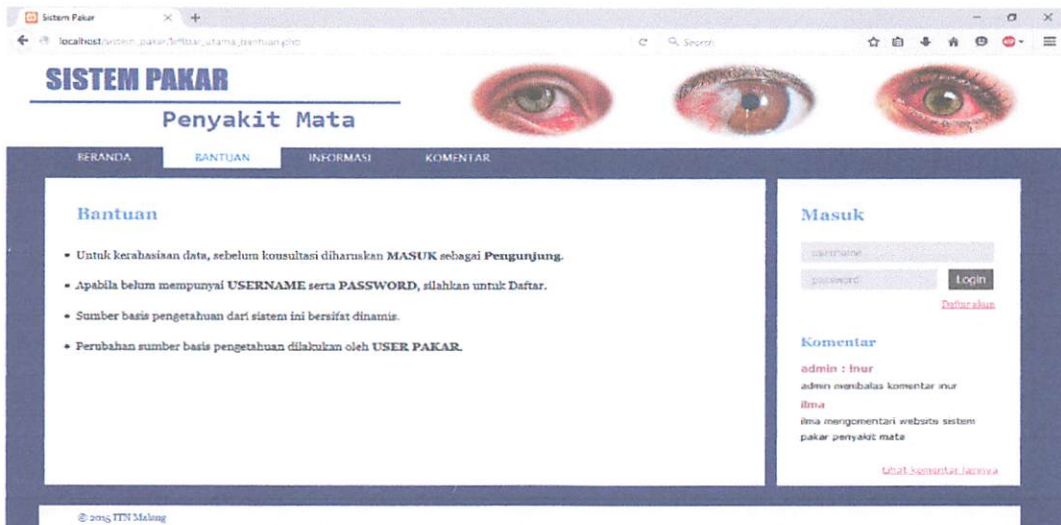 Sistem Pakar
localhost/sistem_pakar/
Search
SISTEM PAKAR
Penyakit Mata
BERANDA BANTUAN INFORMASI KOMENTAR
Bantuan
• Untuk kerahasiaan data, sebelum konsultasi diharuskan MASUK sebagai Pengunjung.
• Apabila belum mempunyai USERNAME serta PASSWORD, silahkan untuk Daftar.
• Sumber basis pengetahuan dari sistem ini bersifat dinamis.
• Perubahan sumber basis pengetahuan dilakukan oleh USER PAKAR.
Masuk
username
password Login
Daftar akun
Komentar
admin : inur
admin membalas komentar inur
ilma
ilma mengomentari website sistem
pakar penyakit mata
Lihat komentar lainnya
© 2015 ITN Malang